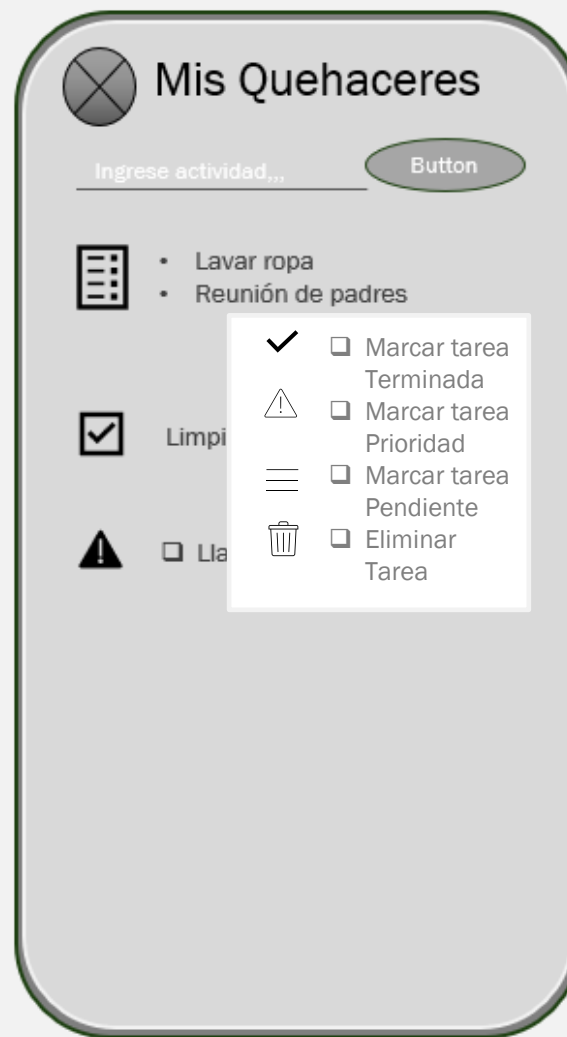 Mis Quehaceres
Ingrese actividad,,,
Button
• Lavar ropa
• Reunión de padres
Marcar tarea
Terminada
Marcar tarea
Prioridad
Marcar tarea
Pendiente
Eliminar
Tarea
Limpi
Lla